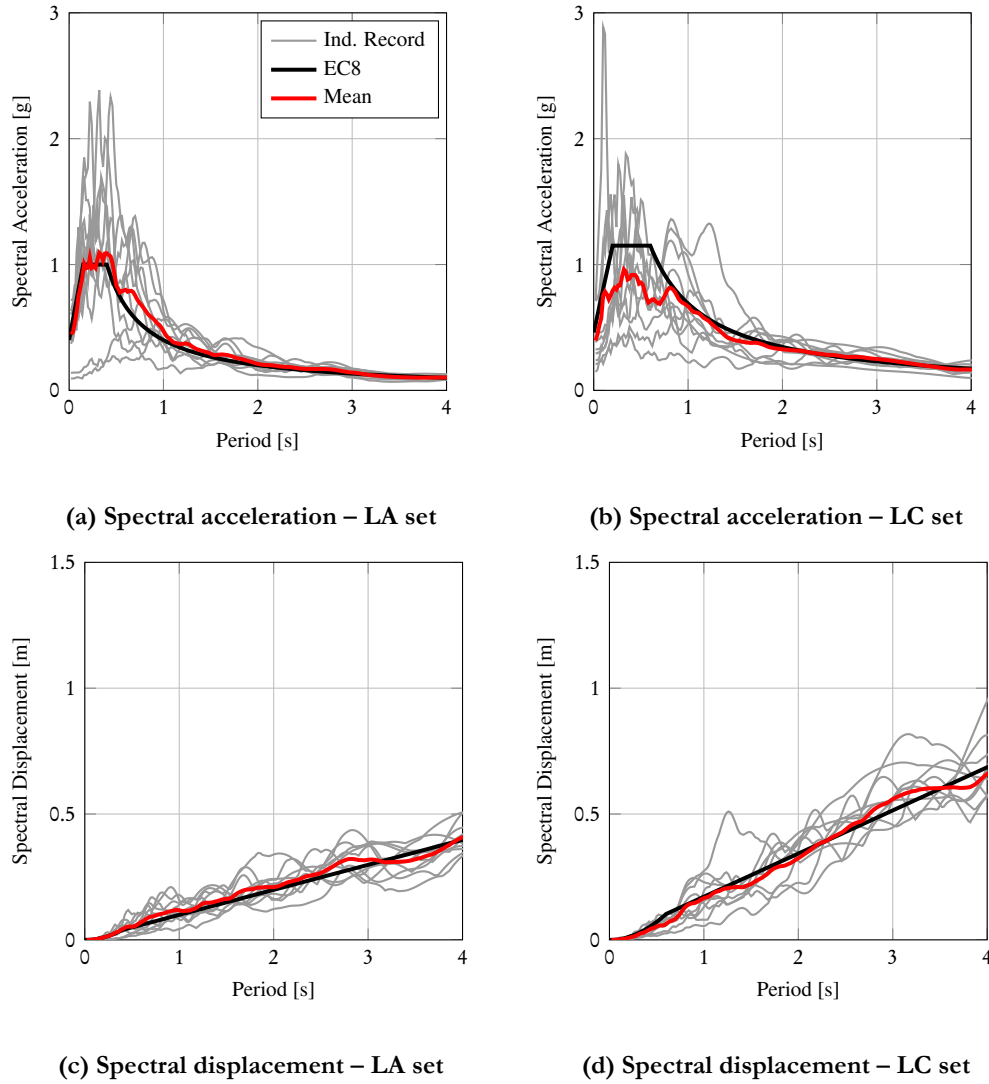 3
2
1
0
0
1
2
3
4
Spectral Acceleration [g]
Period [s]
Ind. Record
EC8
Mean
(a) Spectral acceleration – LA set
3
2
1
0
0
1
2
3
4
Spectral Acceleration [g]
Period [s]
(b) Spectral acceleration – LC set
1.5
1
0.5
0
0
1
2
3
4
Spectral Displacement [m]
Period [s]
(c) Spectral displacement – LA set
1.5
1
0.5
0
0
1
2
3
4
Spectral Displacement [m]
Period [s]
(d) Spectral displacement – LC set